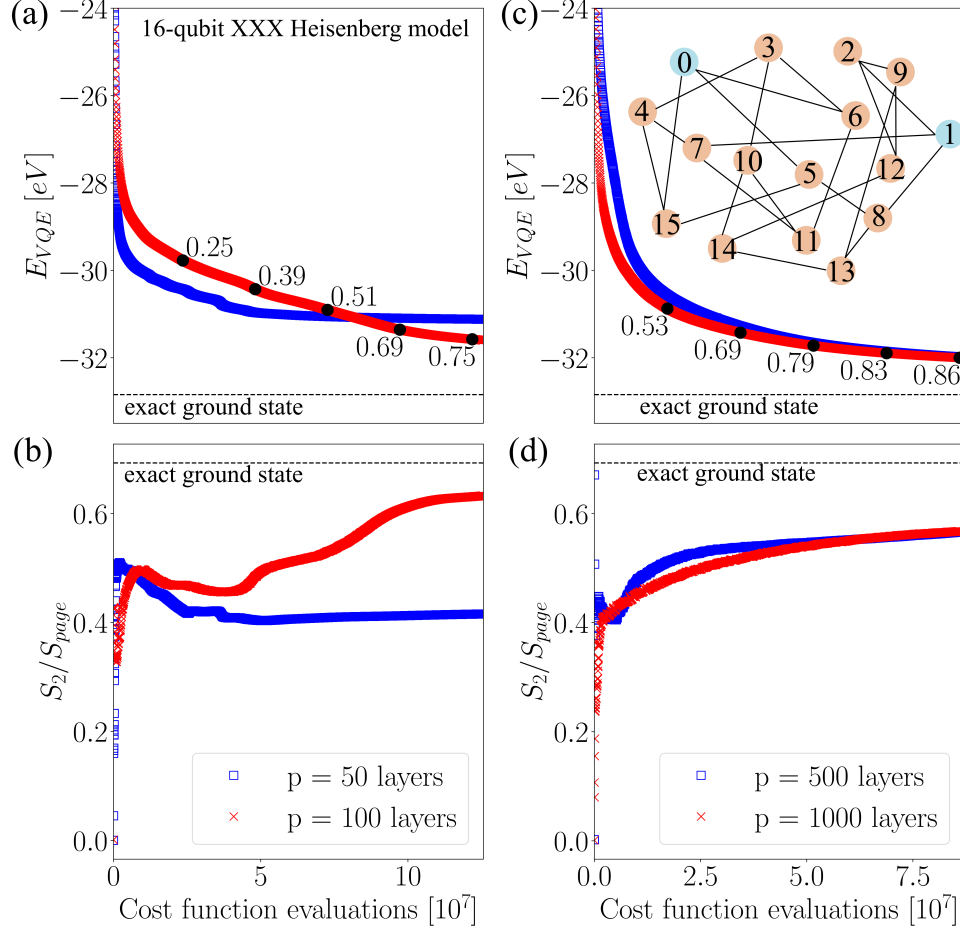 (a)
16-qubit XXX Heisenberg model
−24
−26
−28
−30
−32
E_{VQE} [eV]
0.25
0.39
0.51
0.69
0.75
exact ground state
(c)
−24
−26
−28
−30
−32
E_{VQE} [eV]
0
3
2
9
4
6
1
7
10
5
12
15
8
14
11
13
0.53
0.69
0.79
0.83
0.86
exact ground state
(b)
exact ground state
0.6
0.4
0.2
0.0
S_2/S_{page}
p = 50 layers
p = 100 layers
0
5
10
Cost function evaluations [10^7]
(d)
exact ground state
0.6
0.4
0.2
0.0
S_2/S_{page}
p = 500 layers
p = 1000 layers
0.0
2.5
5.0
7.5
Cost function evaluations [10^7]